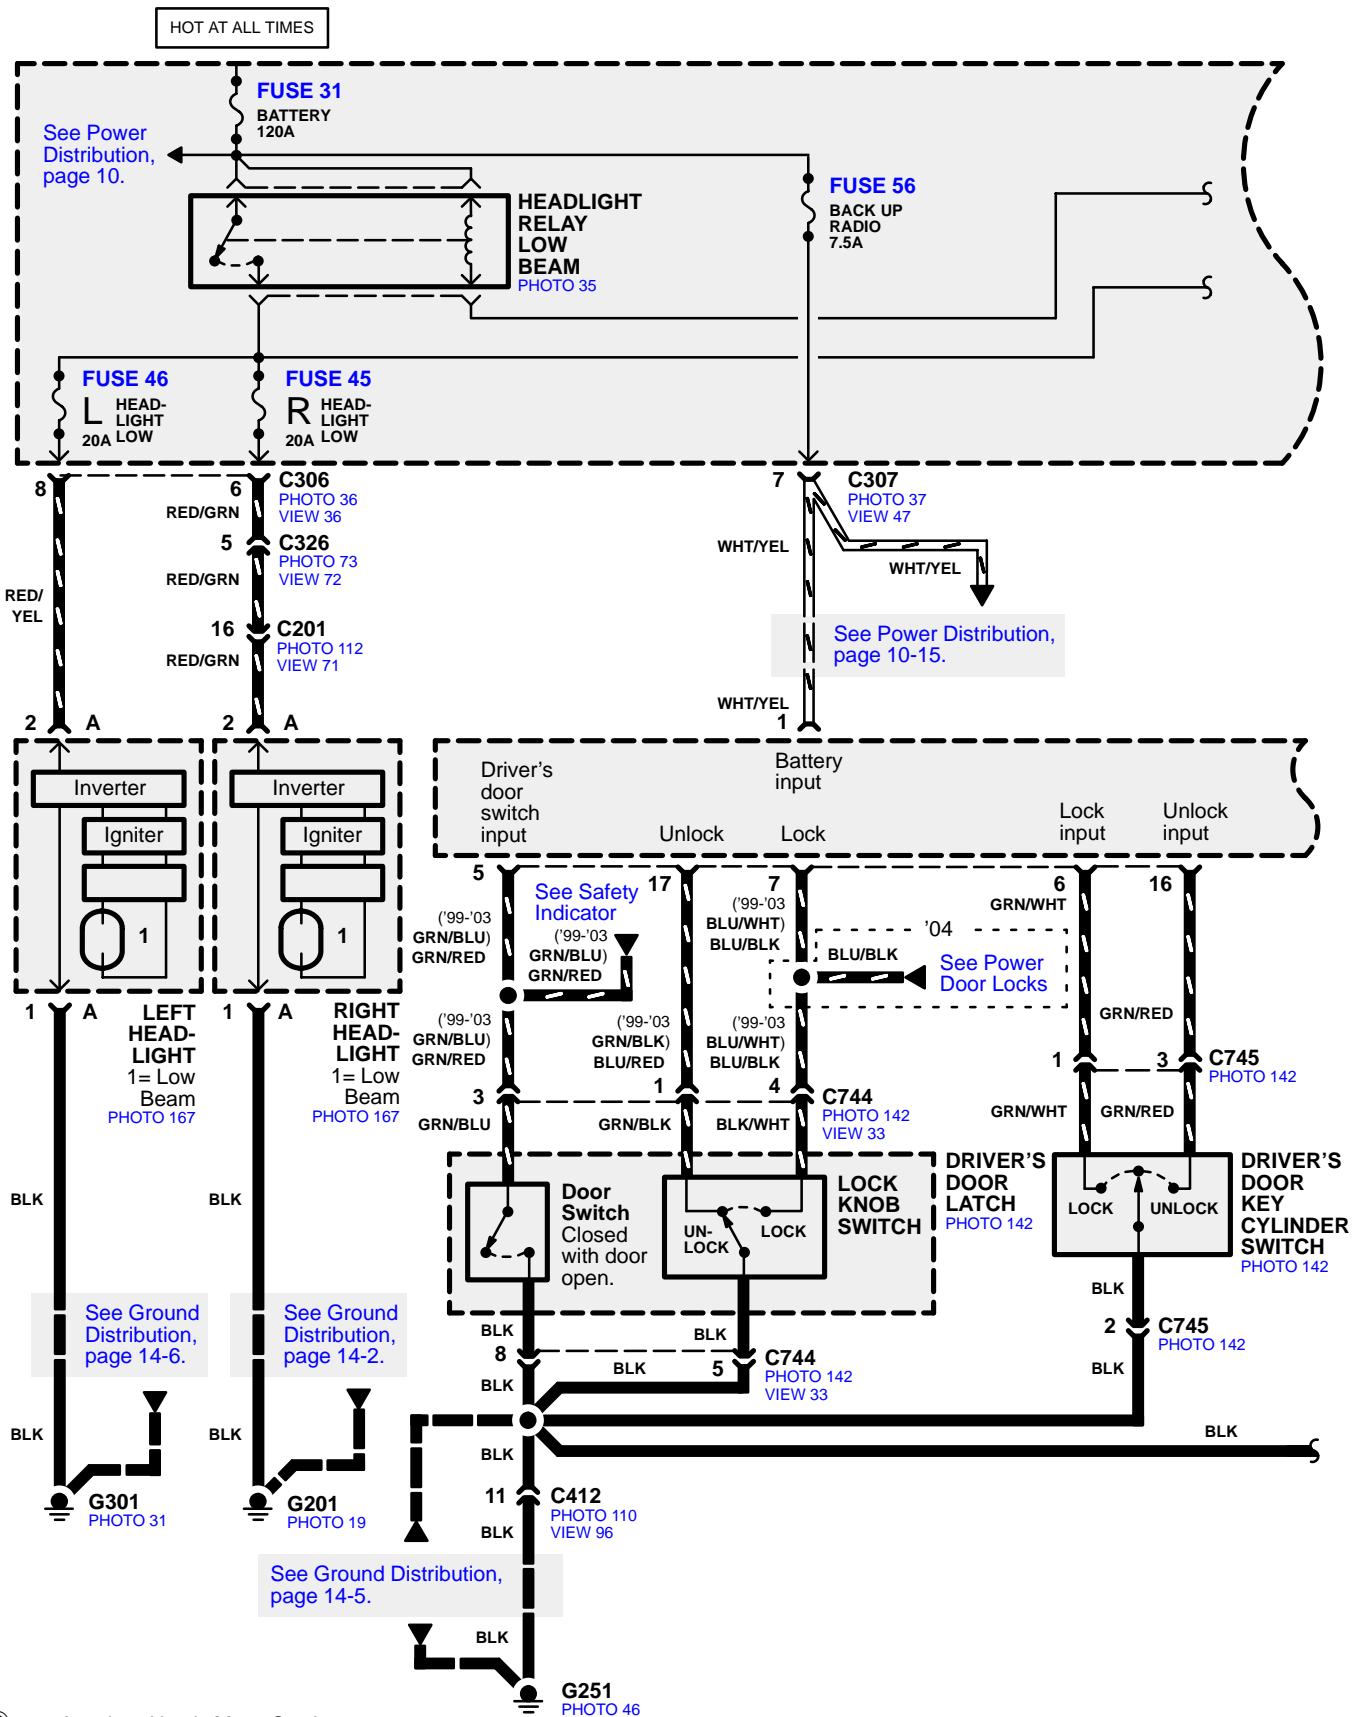 HOT AT ALL TIMES
FUSE 31
BATTERY
120A
See Power
Distribution,
page 10.
HEADLIGHT
RELAY
LOW
BEAM
PHOTO 35
FUSE 56
BACK UP
RADIO
7.5A
FUSE 46
L
HEAD-
LIGHT
20A LOW
FUSE 45
R
HEAD-
LIGHT
20A LOW
8
6
C306
PHOTO 36
VIEW 36
RED/GRN
5
C326
PHOTO 73
VIEW 72
RED/GRN
RED/
YEL
16
C201
PHOTO 112
VIEW 71
RED/GRN
7
C307
PHOTO 37
VIEW 47
WHT/YEL
WHT/YEL
See Power Distribution,
page 10-15.
WHT/YEL
1
2 A
2 A
Inverter
Igniter
1
Inverter
Igniter
1
1 A
LEFT
HEAD-
LIGHT
1= Low
Beam
PHOTO 167
1 A
RIGHT
HEAD-
LIGHT
1= Low
Beam
PHOTO 167
Driver's
door
switch
input
Unlock
Battery
input
Lock
Lock
input
Unlock
input
5
17
7
6
16
See Safety
Indicator
('99-'03
GRN/BLU)
GRN/RED
('99-'03
GRN/BLU)
GRN/RED
('99-'03
BLU/WHT)
BLU/BLK
GRN/WHT
'04
BLU/BLK
See Power
Door Locks
('99-'03
GRN/BLU)
GRN/RED
('99-'03
GRN/BLK)
BLU/RED
('99-'03
BLU/WHT)
BLU/BLK
GRN/RED
1
3
C745
PHOTO 142
3
1
4
C744
PHOTO 142
VIEW 33
GRN/BLU
GRN/BLK
BLK/WHT
GRN/WHT
GRN/RED
Door
Switch
Closed
with door
open.
UN-
LOCK
LOCK
LOCK
KNOB
SWITCH
DRIVER'S
DOOR
LATCH
PHOTO 142
LOCK
UNLOCK
DRIVER'S
DOOR
KEY
CYLINDER
SWITCH
PHOTO 142
BLK
BLK
BLK
2
C745
PHOTO 142
BLK
See Ground
Distribution,
page 14-6.
See Ground
Distribution,
page 14-2.
BLK
BLK
8
BLK
5
C744
PHOTO 142
VIEW 33
BLK
BLK
BLK
BLK
BLK
G301
PHOTO 31
G201
PHOTO 19
11
C412
PHOTO 110
VIEW 96
BLK
See Ground Distribution,
page 14-5.
BLK
G251
PHOTO 46